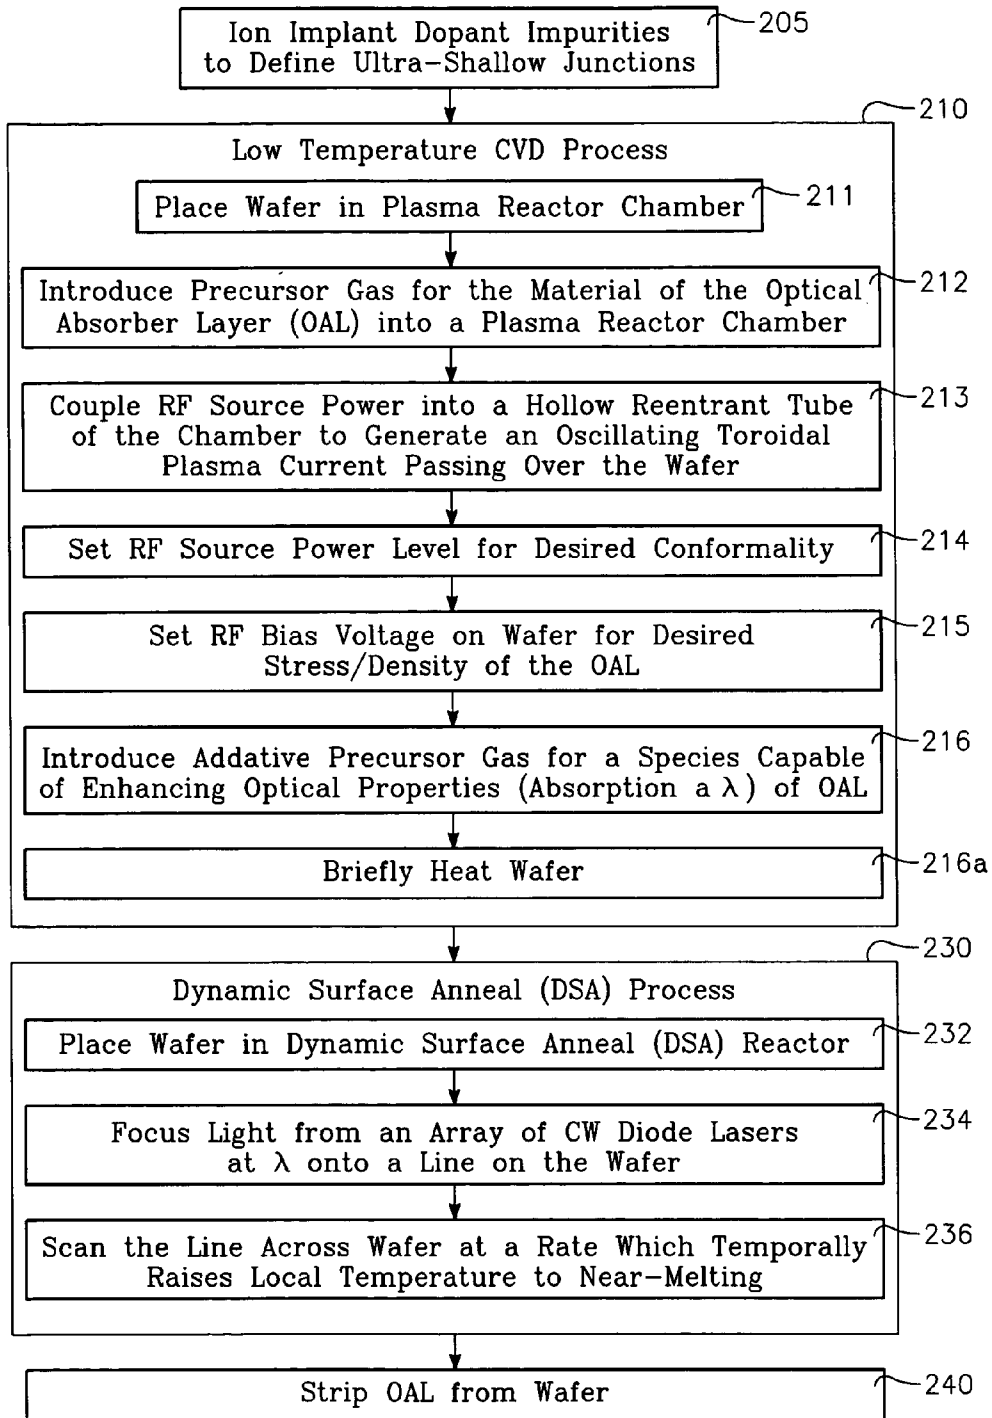 Ion Implant Dopant Impurities
to Define Ultra-Shallow Junctions
205
210
Low Temperature CVD Process
Place Wafer in Plasma Reactor Chamber
211
Introduce Precursor Gas for the Material of the Optical
Absorber Layer (OAL) into a Plasma Reactor Chamber
212
Couple RF Source Power into a Hollow Reentrant Tube
of the Chamber to Generate an Oscillating Toroidal
Plasma Current Passing Over the Wafer
213
Set RF Source Power Level for Desired Conformality
214
Set RF Bias Voltage on Wafer for Desired
Stress/Density of the OAL
215
Introduce Addative Precursor Gas for a Species Capable
of Enhancing Optical Properties (Absorption a λ) of OAL
216
Briefly Heat Wafer
216a
230
Dynamic Surface Anneal (DSA) Process
Place Wafer in Dynamic Surface Anneal (DSA) Reactor
232
Focus Light from an Array of CW Diode Lasers
at λ onto a Line on the Wafer
234
Scan the Line Across Wafer at a Rate Which Temporally
Raises Local Temperature to Near-Melting
236
Strip OAL from Wafer
240